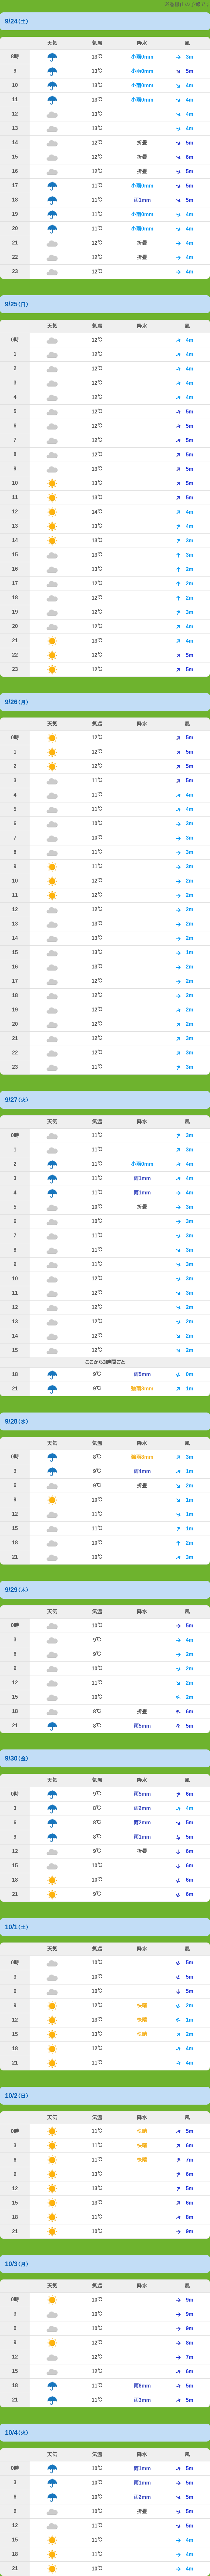 9/24(土)
天気 気温 降水 風
8時 13℃ 小雨0mm 3m
9 13℃ 小雨0mm 5m
10 13℃ 小雨0mm 4m
11 13℃ 小雨0mm 4m
12 13℃ 4m
13 13℃ 4m
14 12℃ 折畳 5m
15 12℃ 折畳 6m
16 12℃ 折畳 5m
17 11℃ 小雨0mm 5m
18 11℃ 雨1mm 5m
19 11℃ 小雨0mm 4m
20 11℃ 小雨0mm 4m
21 12℃ 折畳 4m
22 12℃ 折畳 4m
23 12℃ 4m
9/25(日)
天気 気温 降水 風
0時 12℃ 4m
1 12℃ 4m
2 12℃ 4m
3 12℃ 4m
4 12℃ 4m
5 12℃ 5m
6 12℃ 5m
7 12℃ 5m
8 12℃ 5m
9 13℃ 5m
10 13℃ 5m
11 13℃ 5m
12 14℃ 4m
13 13℃ 4m
14 13℃ 3m
15 13℃ 3m
16 13℃ 2m
17 12℃ 2m
18 12℃ 2m
19 12℃ 3m
20 12℃ 4m
21 13℃ 4m
22 12℃ 5m
23 12℃ 5m
9/26(月)
天気 気温 降水 風
0時 12℃ 5m
1 12℃ 5m
2 12℃ 5m
3 11℃ 5m
4 11℃ 4m
5 11℃ 4m
6 10℃ 3m
7 10℃ 3m
8 11℃ 3m
9 11℃ 3m
10 12℃ 2m
11 12℃ 2m
12 12℃ 2m
13 12℃ 2m
14 13℃ 2m
15 13℃ 1m
16 12℃ 2m
17 12℃ 2m
18 12℃ 2m
19 12℃ 2m
20 12℃ 2m
21 12℃ 3m
22 12℃ 3m
23 11℃ 3m
9/27(火)
天気 気温 降水 風
0時 11℃ 3m
1 11℃ 3m
2 11℃ 小雨0mm 4m
3 11℃ 雨1mm 4m
4 11℃ 雨1mm 4m
5 10℃ 折畳 3m
6 10℃ 3m
7 11℃ 3m
8 11℃ 3m
9 11℃ 3m
10 12℃ 3m
11 12℃ 3m
12 12℃ 2m
13 12℃ 2m
14 12℃ 2m
15 12℃ 2m
ここから3時間ごと
18 9℃ 雨5mm 0m
21 9℃ 1m
9/28(水)
天気 気温 降水 風
0時 8℃ 3m
3 9℃ 雨4mm 1m
6 9℃ 折畳 2m
9 10℃ 1m
12 11℃ 1m
15 11℃ 1m
18 10℃ 2m
21 10℃ 3m
9/29(木)
天気 気温 降水 風
0時 10℃ 5m
3 9℃ 4m
6 9℃ 2m
9 10℃ 2m
12 11℃ 2m
15 10℃ 2m
18 8℃ 折畳 6m
21 8℃ 雨5mm 5m
9/30(金)
天気 気温 降水 風
0時 9℃ 雨5mm 6m
3 8℃ 雨2mm 4m
6 8℃ 雨2mm 5m
9 8℃ 雨1mm 5m
12 9℃ 折畳 6m
15 10℃ 6m
18 10℃ 6m
21 9℃ 6m
10/1(土)
天気 気温 降水 風
0時 10℃ 5m
3 10℃ 5m
6 10℃ 5m
9 12℃ 快晴 2m
12 13℃ 快晴 1m
15 13℃ 快晴 2m
18 12℃ 4m
21 11℃ 4m
10/2(日)
天気 気温 降水 風
0時 11℃ 快晴 5m
3 11℃ 快晴 6m
6 11℃ 快晴 7m
9 13℃ 6m
12 13℃ 5m
15 13℃ 6m
18 11℃ 8m
21 10℃ 9m
10/3(月)
天気 気温 降水 風
0時 10℃ 9m
3 10℃ 9m
6 10℃ 9m
9 12℃ 8m
12 12℃ 7m
15 12℃ 6m
18 11℃ 雨6mm 5m
21 11℃ 雨3mm 5m
10/4(火)
天気 気温 降水 風
0時 10℃ 雨1mm 5m
3 10℃ 雨1mm 5m
6 10℃ 雨2mm 5m
9 10℃ 折畳 5m
12 11℃ 5m
15 11℃ 4m
18 11℃ 4m
21 10℃ 4m